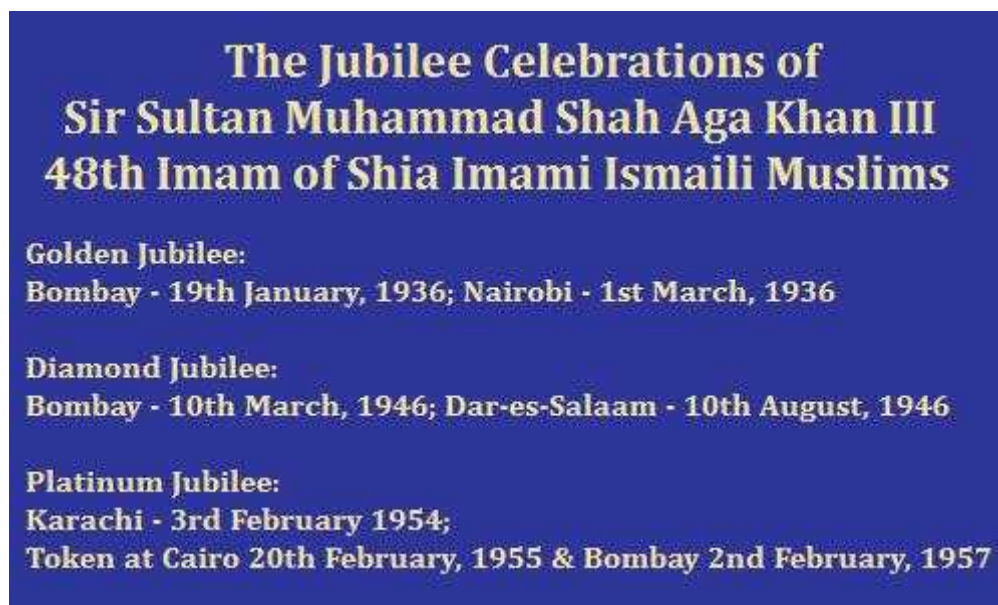 The Jubilee Celebrations of
Sir Sultan Muhammad Shah Aga Khan III
48th Imam of Shia Imami Ismaili Muslims
Golden Jubilee:
Bombay - 19th January, 1936; Nairobi - 1st March, 1936
Diamond Jubilee:
Bombay - 10th March, 1946; Dar-es-Salaam - 10th August, 1946
Platinum Jubilee:
Karachi - 3rd February 1954;
Token at Cairo 20th February, 1955 & Bombay 2nd February, 1957